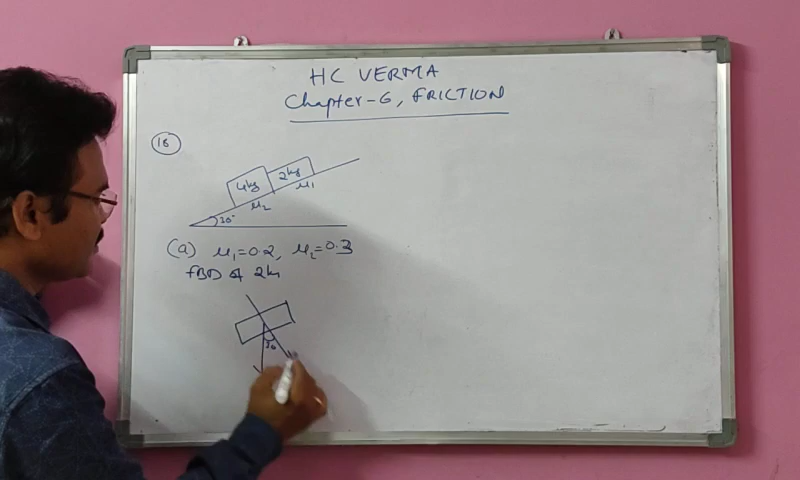 HC VERMA
Chapter-6, FRICTION
16
4kg
2kg
μ1
μ2
30°
(a) μ1=0.2, μ2=0.3
FBD of 2kg
30